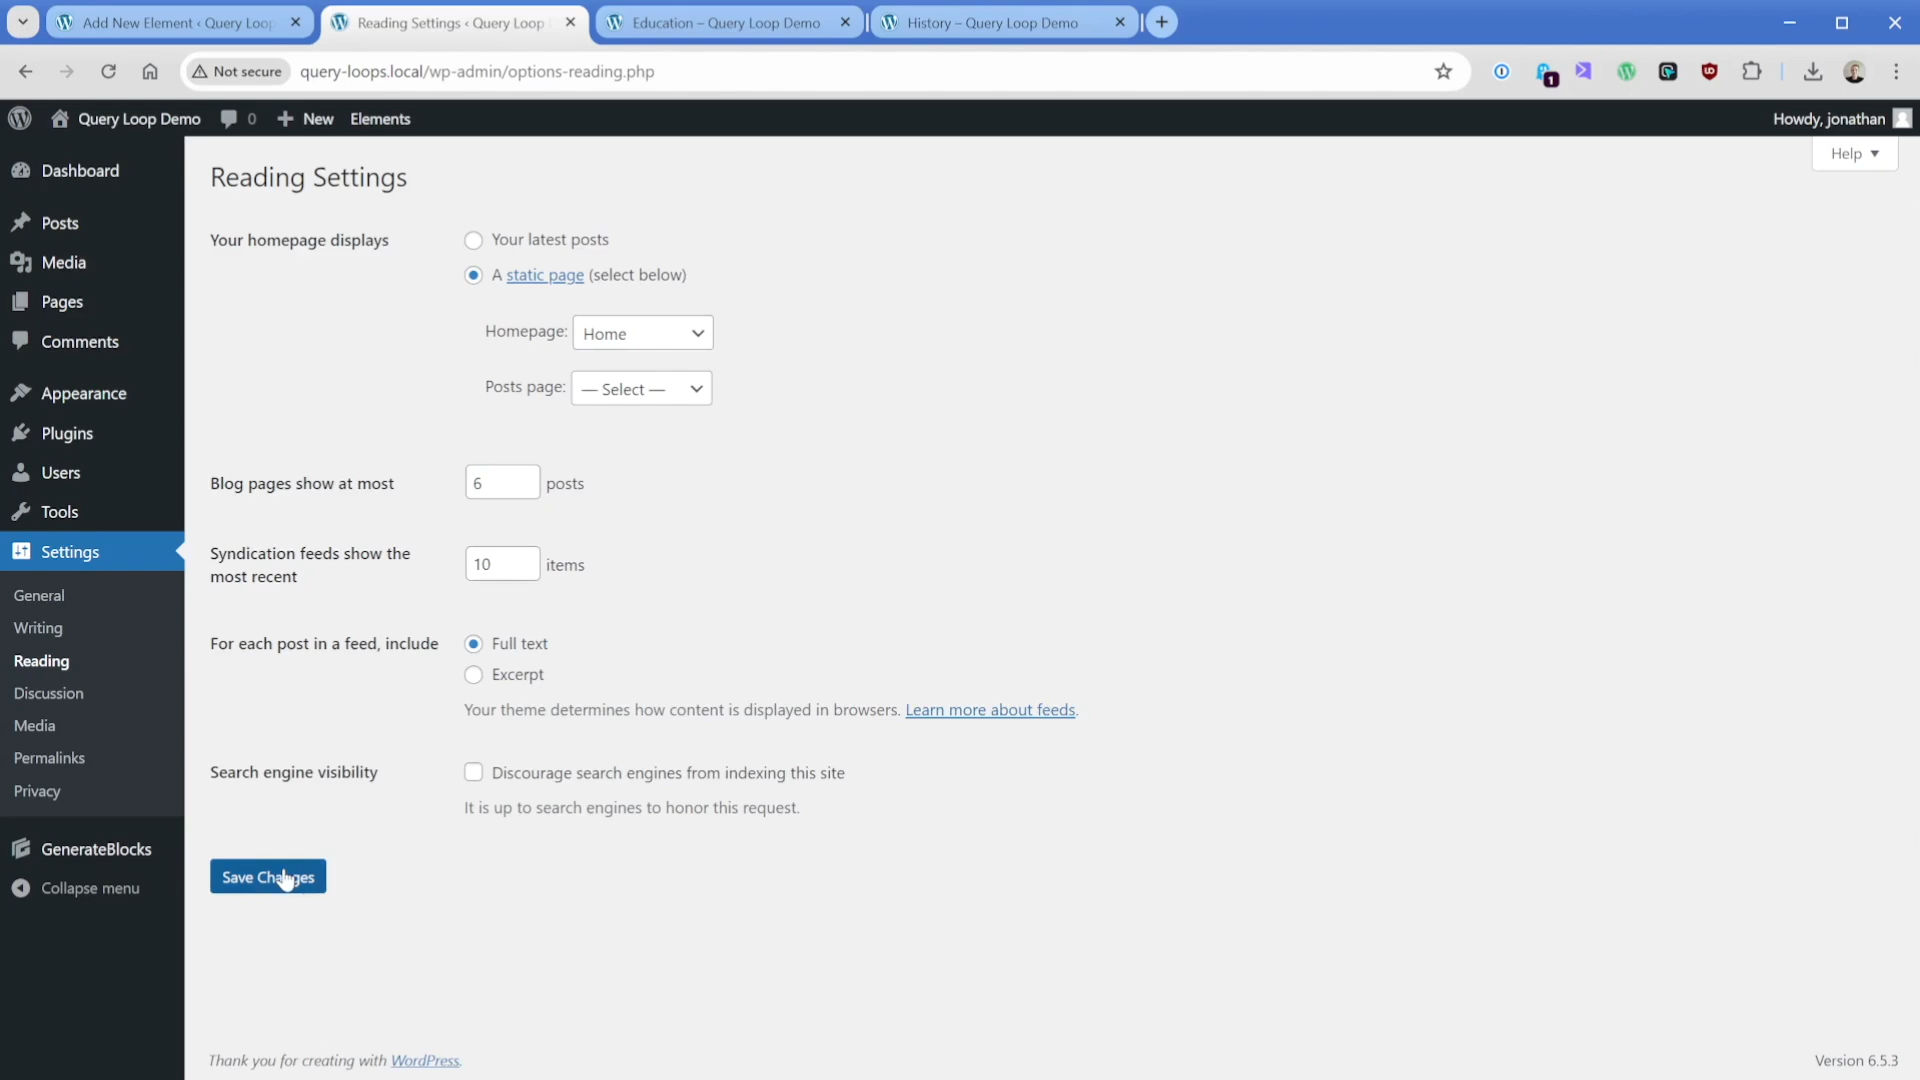 Add New Element ‹ Query Loop
Reading Settings ‹ Query Loop
Education – Query Loop Demo
History – Query Loop Demo
Not secure
query-loops.local/wp-admin/options-reading.php
1
Query Loop Demo
0
New
Elements
Howdy, jonathan
Help
Dashboard
Posts
Media
Pages
Comments
Appearance
Plugins
Users
Tools
Settings
General
Writing
Reading
Discussion
Media
Permalinks
Privacy
GenerateBlocks
Collapse menu
Reading Settings
Your homepage displays
Your latest posts
A static page (select below)
Homepage: Home
Posts page: — Select —
Blog pages show at most
6 posts
Syndication feeds show the
most recent
10 items
For each post in a feed, include
Full text
Excerpt
Your theme determines how content is displayed in browsers. Learn more about feeds.
Search engine visibility
Discourage search engines from indexing this site
It is up to search engines to honor this request.
Save Changes
Thank you for creating with WordPress.
Version 6.5.3